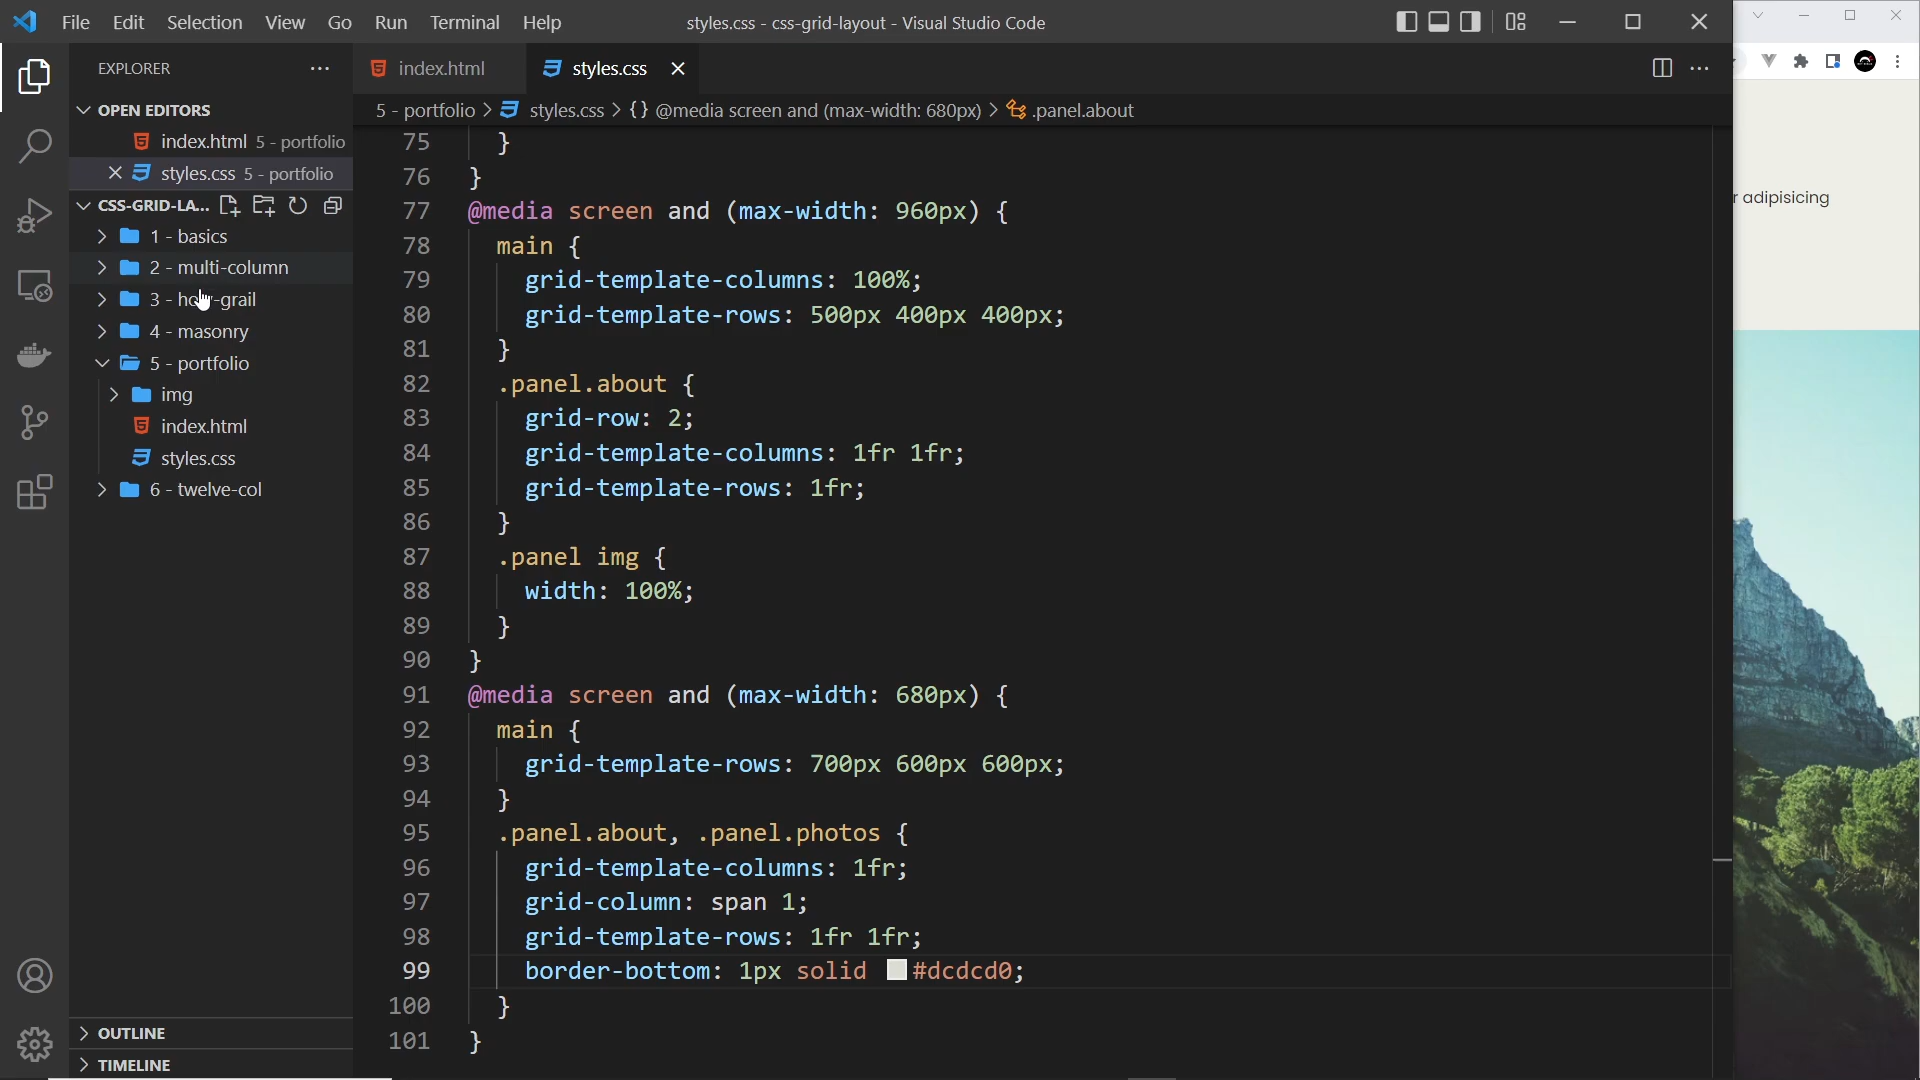 File Edit Selection View Go Run Terminal Help
styles.css - css-grid-layout - Visual Studio Code
EXPLORER
OPEN EDITORS
index.html 5 - portfolio
styles.css 5 - portfolio
CSS-GRID-LA...
1 - basics
2 - multi-column
3 - holy-grail
4 - masonry
5 - portfolio
img
index.html
styles.css
6 - twelve-col
OUTLINE
TIMELINE
index.html
styles.css
5 - portfolio > styles.css > {} @media screen and (max-width: 680px) > .panel.about
75 }
76 }
77 @media screen and (max-width: 960px) {
78 main {
79 grid-template-columns: 100%;
80 grid-template-rows: 500px 400px 400px;
81 }
82 .panel.about {
83 grid-row: 2;
84 grid-template-columns: 1fr 1fr;
85 grid-template-rows: 1fr;
86 }
87 .panel img {
88 width: 100%;
89 }
90 }
91 @media screen and (max-width: 680px) {
92 main {
93 grid-template-rows: 700px 600px 600px;
94 }
95 .panel.about, .panel.photos {
96 grid-template-columns: 1fr;
97 grid-column: span 1;
98 grid-template-rows: 1fr 1fr;
99 border-bottom: 1px solid #dcdcd0;
100 }
101 }
r adipisicing